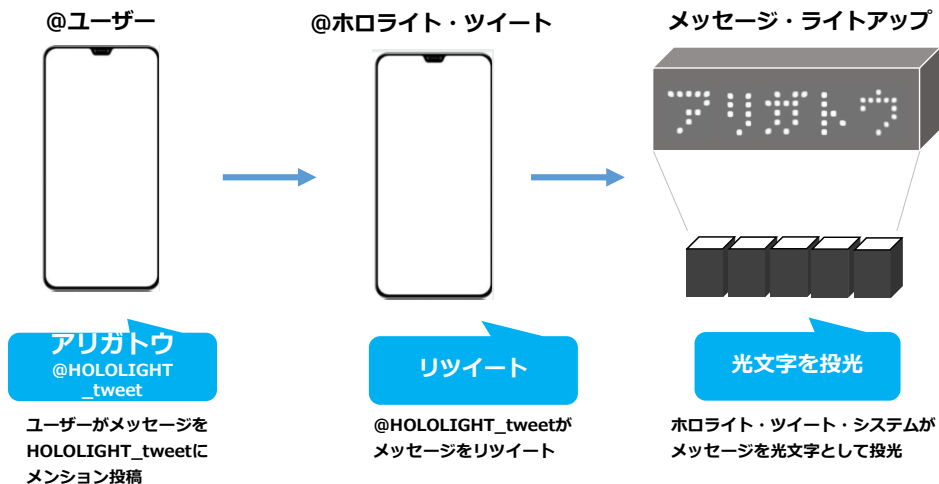 @ユーザー
@ホロライト・ツイート
メッセージ・ライトアップ
アリガトウ
アリガトウ
@HOLOLIGHT
_tweet
リツイート
光文字を投光
ユーザーがメッセージを
HOLOLIGHT_tweetに
メンション投稿
@HOLOLIGHT_tweetが
メッセージをリツイート
ホロライト・ツイート・システムが
メッセージを光文字として投光